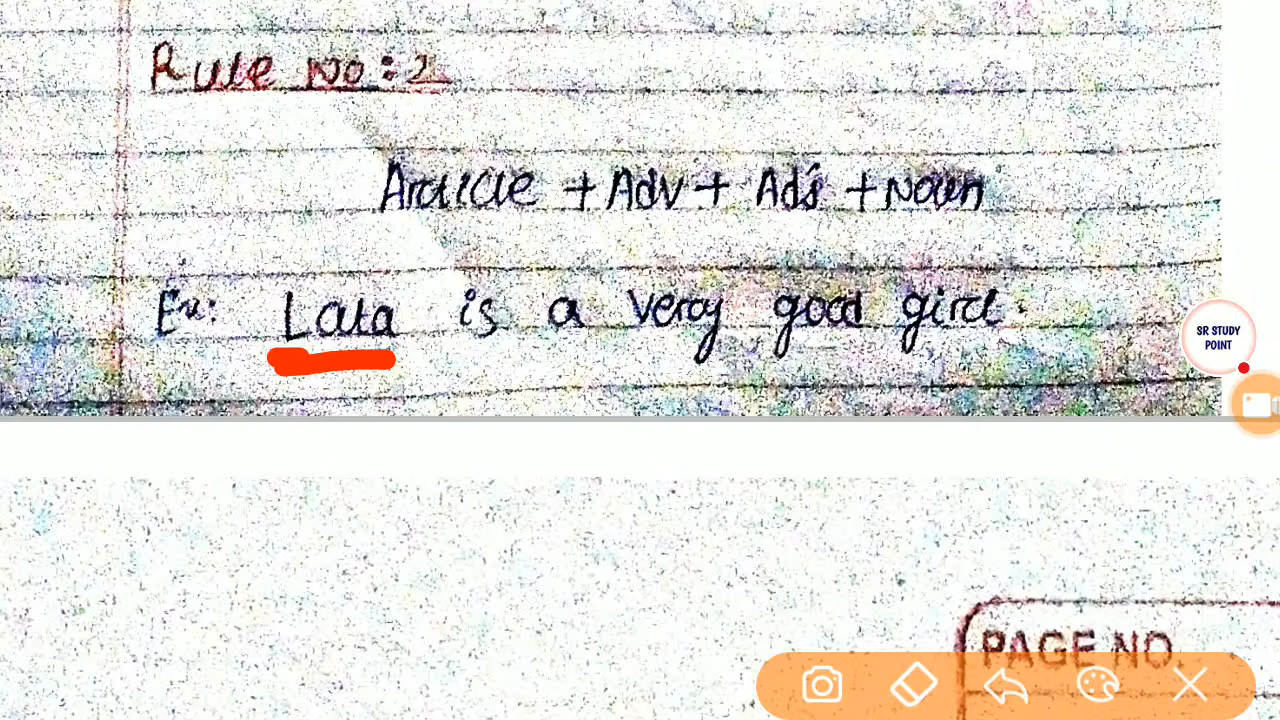 Rule No:2
Article + Adv + Adj + Noun
Ex: Lata is a very good girl.
SR STUDY
POINT
PAGE NO.